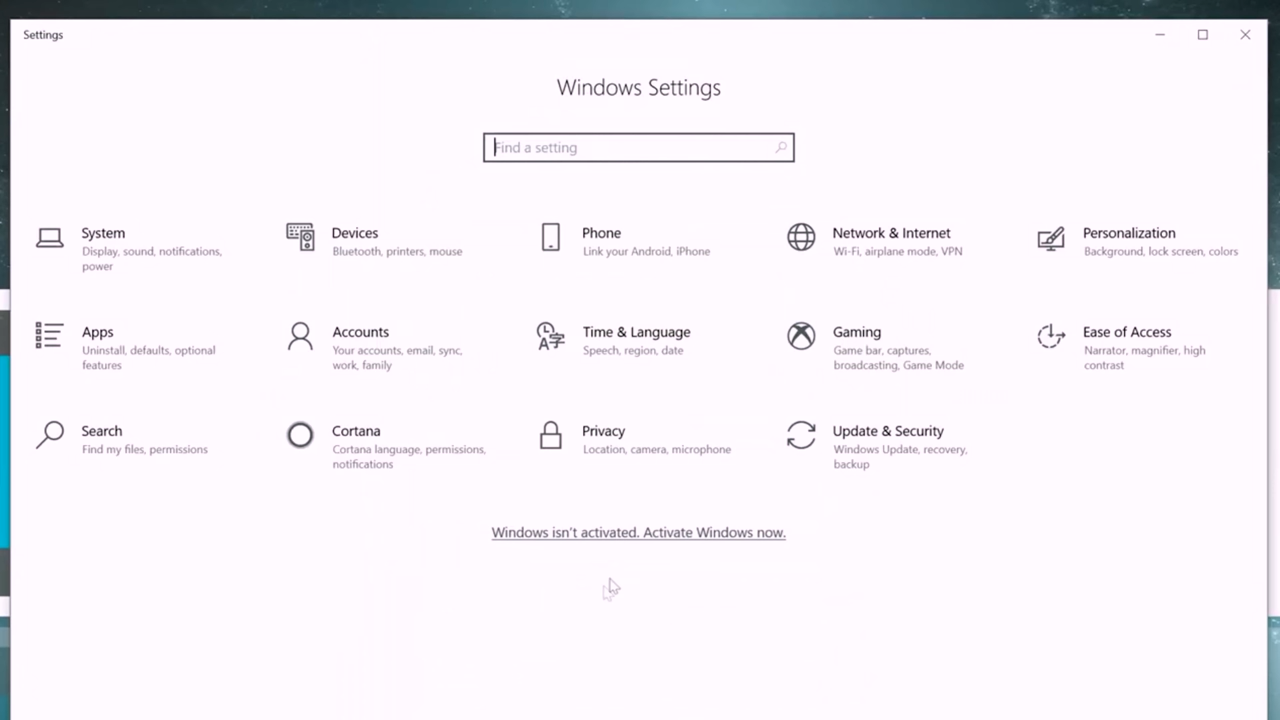 Settings
Windows Settings
Find a setting
System
Display, sound, notifications,
power
Devices
Bluetooth, printers, mouse
Phone
Link your Android, iPhone
Network & Internet
Wi-Fi, airplane mode, VPN
Personalization
Background, lock screen, colors
Apps
Uninstall, defaults, optional
features
Accounts
Your accounts, email, sync,
work, family
Time & Language
Speech, region, date
Gaming
Game bar, captures,
broadcasting, Game Mode
Ease of Access
Narrator, magnifier, high
contrast
Search
Find my files, permissions
Cortana
Cortana language, permissions,
notifications
Privacy
Location, camera, microphone
Update & Security
Windows Update, recovery,
backup
Windows isn't activated. Activate Windows now.